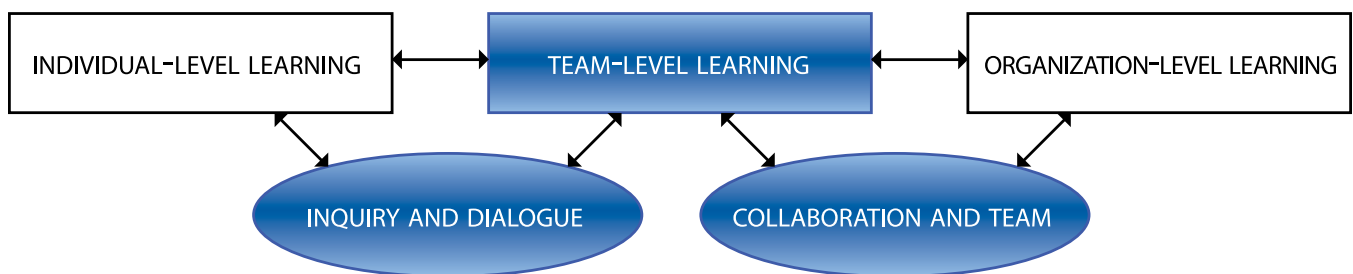 INDIVIDUAL-LEVEL LEARNING
TEAM-LEVEL LEARNING
ORGANIZATION-LEVEL LEARNING
INQUIRY AND DIALOGUE
COLLABORATION AND TEAM